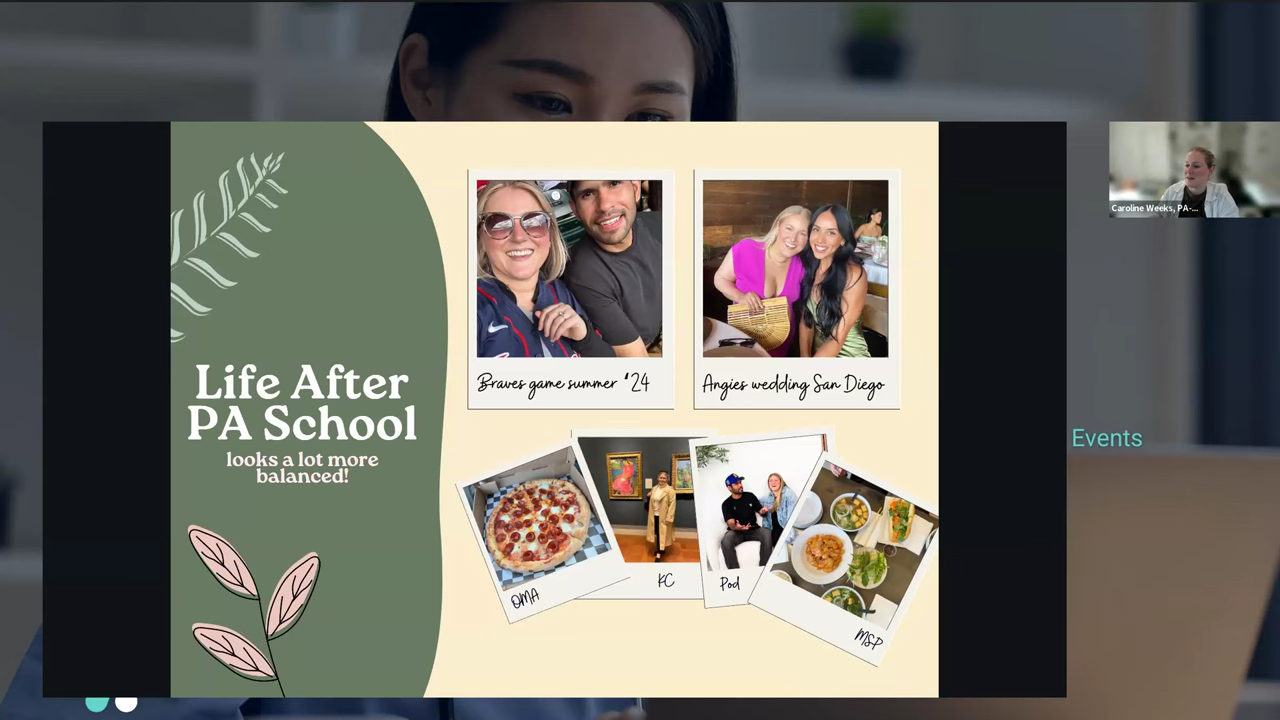 Life After
PA School
looks a lot more
balanced!
Braves game summer '24
Angies wedding San Diego
OMA
KC
Pod
MSP
Caroline Weeks, PA-...
Events